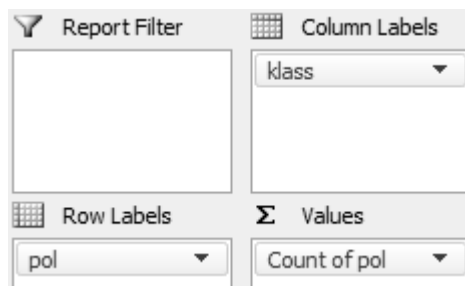 Report Filter
Column Labels
klass
Row Labels
Σ Values
pol
Count of pol